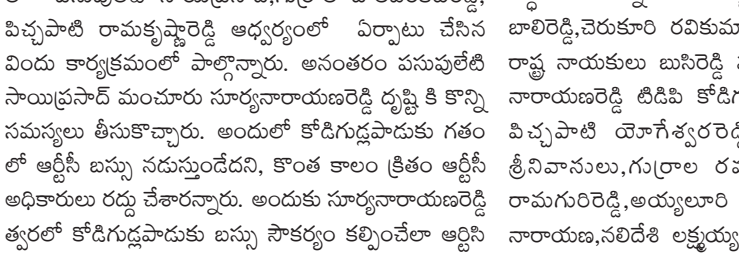 పిచ్చపాటి రామకృష్ణారెడ్డి ఆధ్వర్యంలో ఏర్పాటు చేసిన
విందు కార్యక్రమంలో పాల్గొన్నారు. అనంతరం పసుపులేటి
సాయిప్రసాద్ మంచూరు సూర్యనారాయణరెడ్డి దృష్టి కి కొన్ని
సమస్యలు తీసుకొచ్చారు. అందులో కోడిగుడ్లపాడుకు గతం
లో ఆర్టీసీ బస్సు నడుస్తుండేదని, కొంత కాలం క్రితం ఆర్టీసీ
అధికారులు రద్దు చేశారన్నారు. అందుకు సూర్యనారాయణరెడ్డి
త్వరలో కోడిగుడ్లపాడుకు బస్సు సౌకర్యం కల్పించేలా ఆర్టిసి
బాలిరెడ్డి,చెరుకూరి
రాష్ట్ర నాయకులు బుసిరెడ్డి
నారాయణరెడ్డి టిడిపి
పిచ్చపాటి
శ్రీనివాసులు,గుర్రాల
రామగురిరెడ్డి,అయ్యలూరి
నారాయణ,నలిదేశి లక్ష్మయ్య